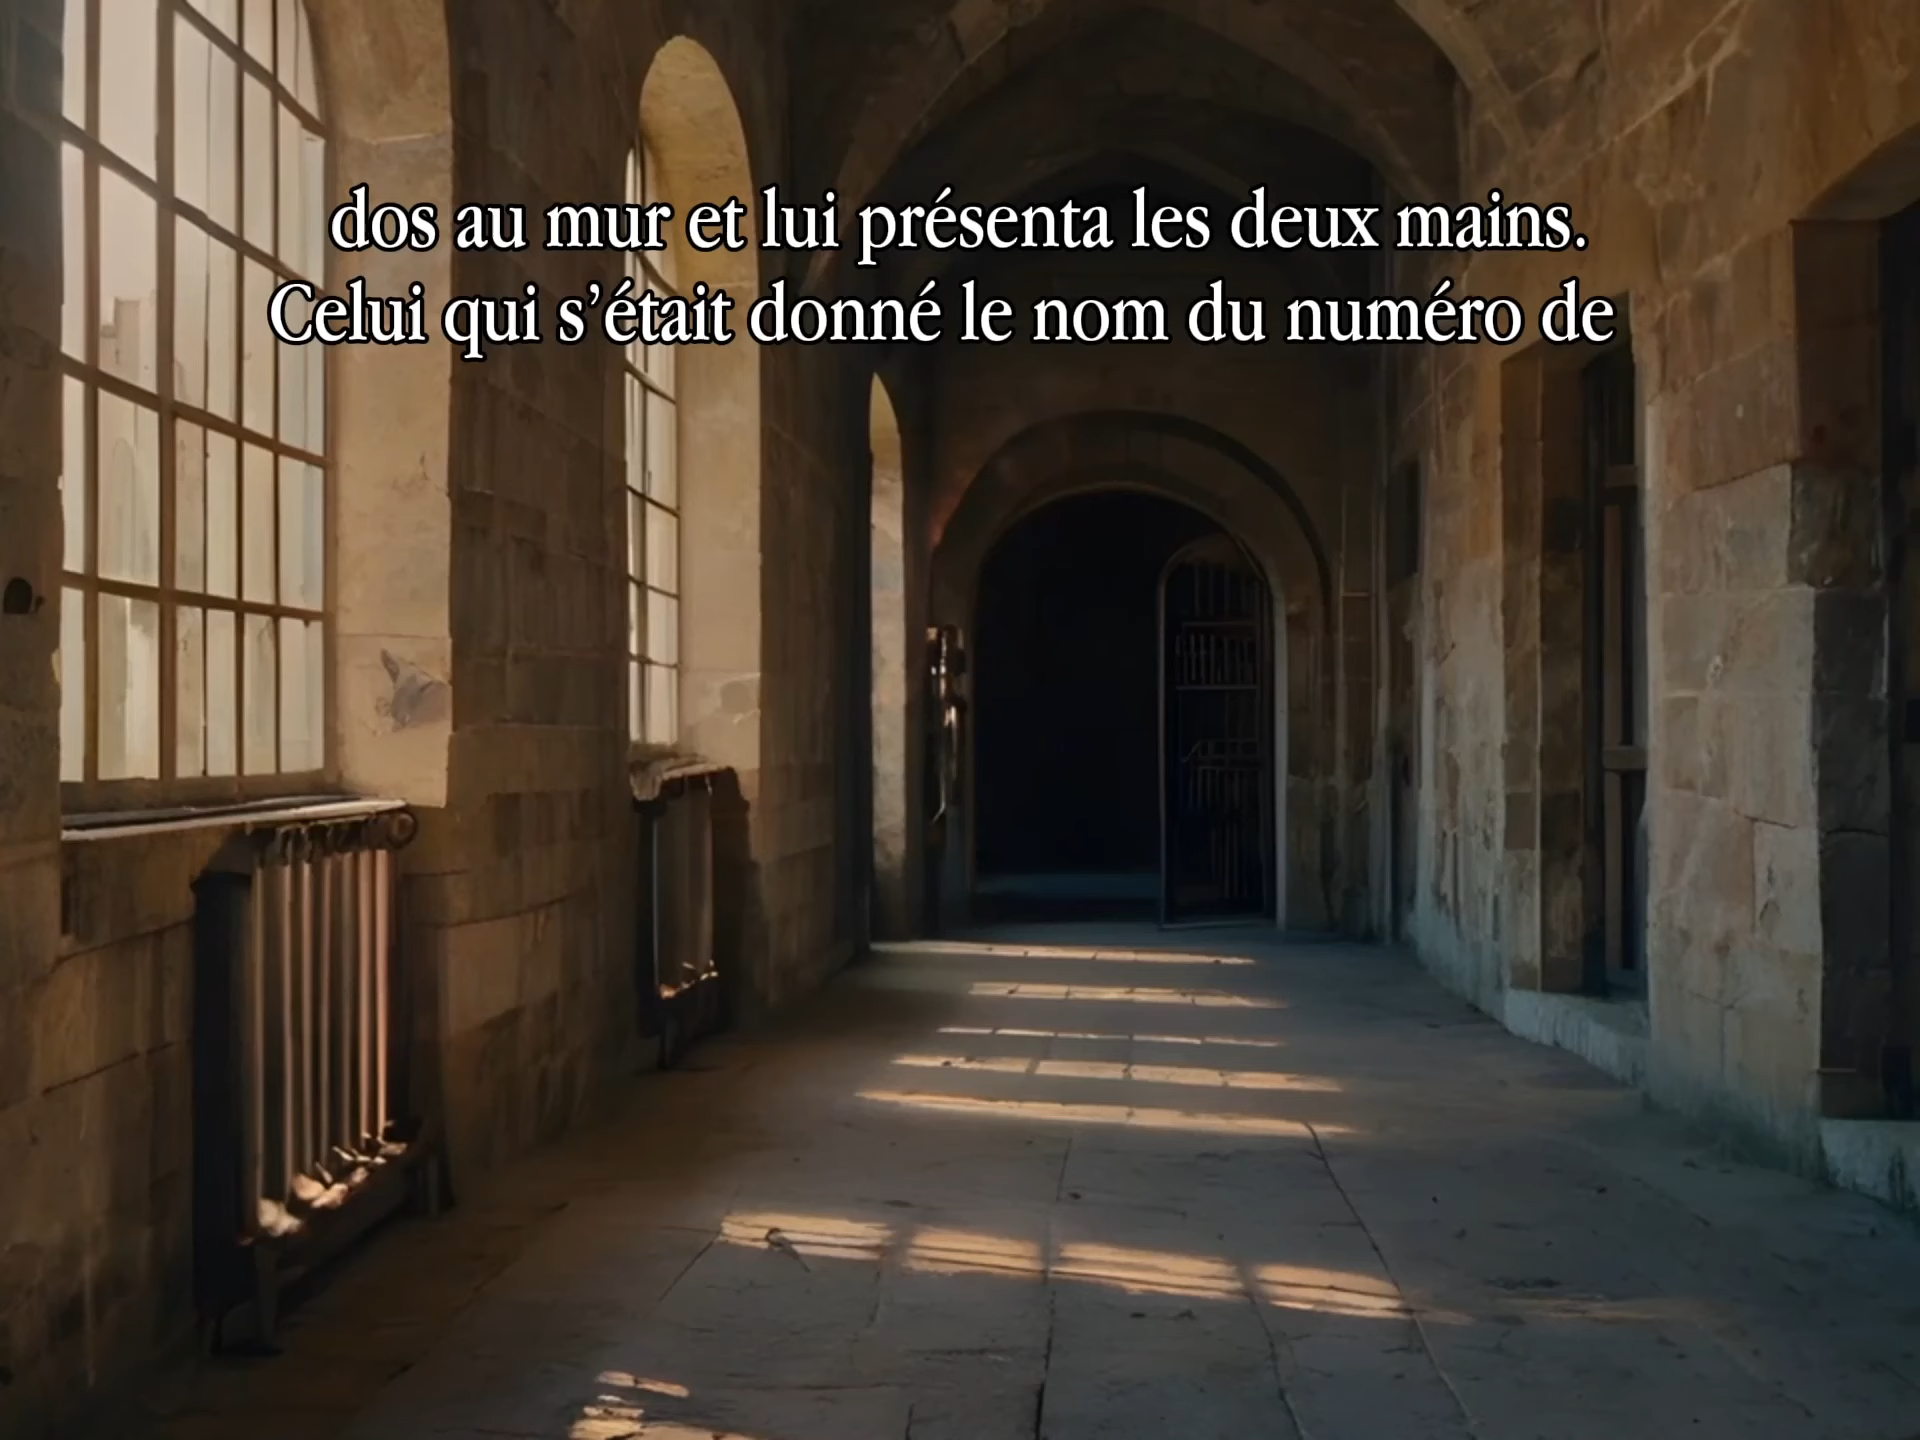 dos au mur et lui présenta les deux mains.
Celui qui s’était donné le nom du numéro de